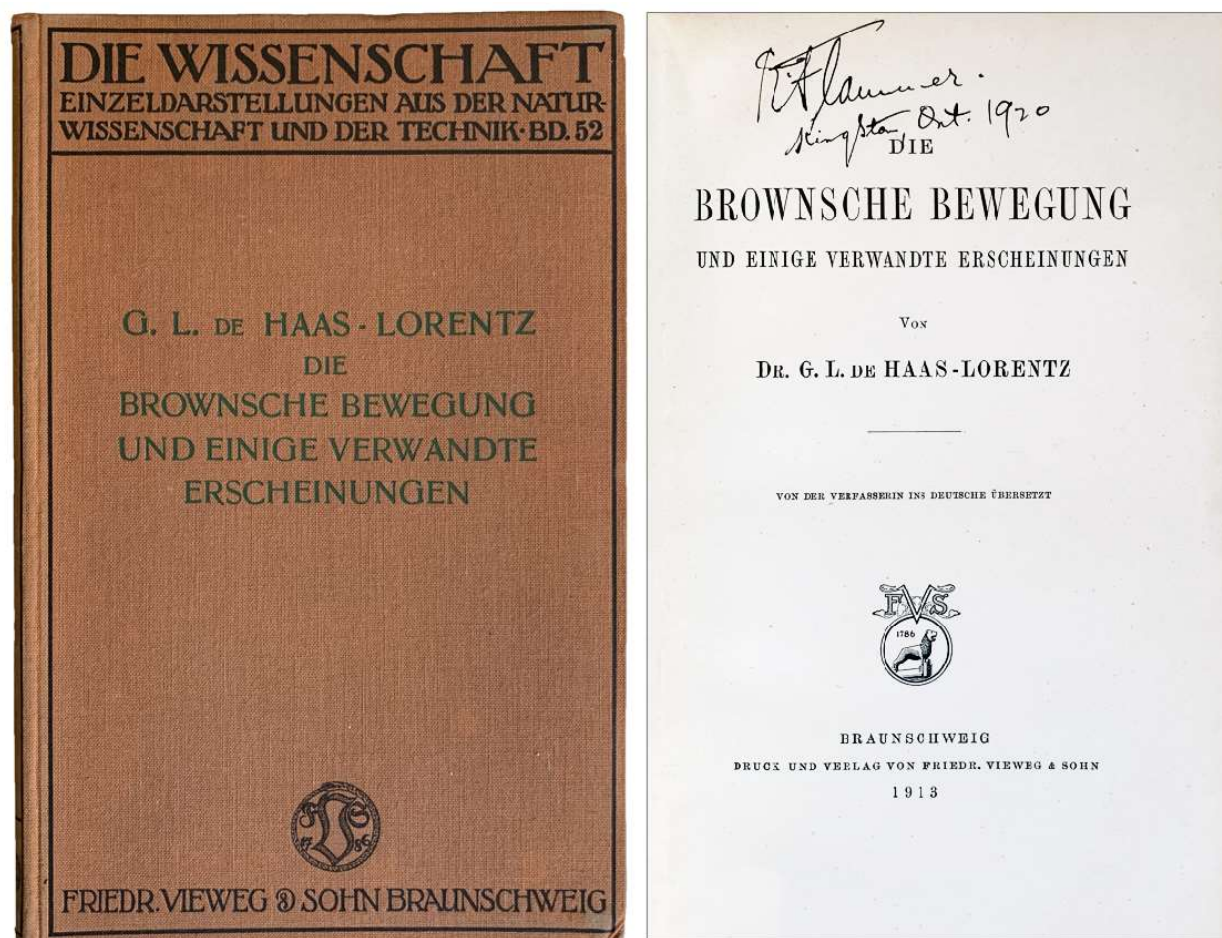 DIE WISSENSCHAFT
EINZELDARSTELLUNGEN AUS DER NATUR-
WISSENSCHAFT UND DER TECHNIK · BD. 52
G. L. DE HAAS - LORENTZ
DIE
BROWNSCHE BEWEGUNG
UND EINIGE VERWANDTE
ERSCHEINUNGEN
F V S
1786
FRIEDR. VIEWEG & SOHN BRAUNSCHWEIG
Kingston, Ont. 1920
DIE
BROWNSCHE BEWEGUNG
UND EINIGE VERWANDTE ERSCHEINUNGEN
VON
DR. G. L. DE HAAS-LORENTZ
VON DER VERFASSERIN INS DEUTSCHE ÜBERSETZT
FVS
1786
BRAUNSCHWEIG
DRUCK UND VERLAG VON FRIEDR. VIEWEG & SOHN
1913